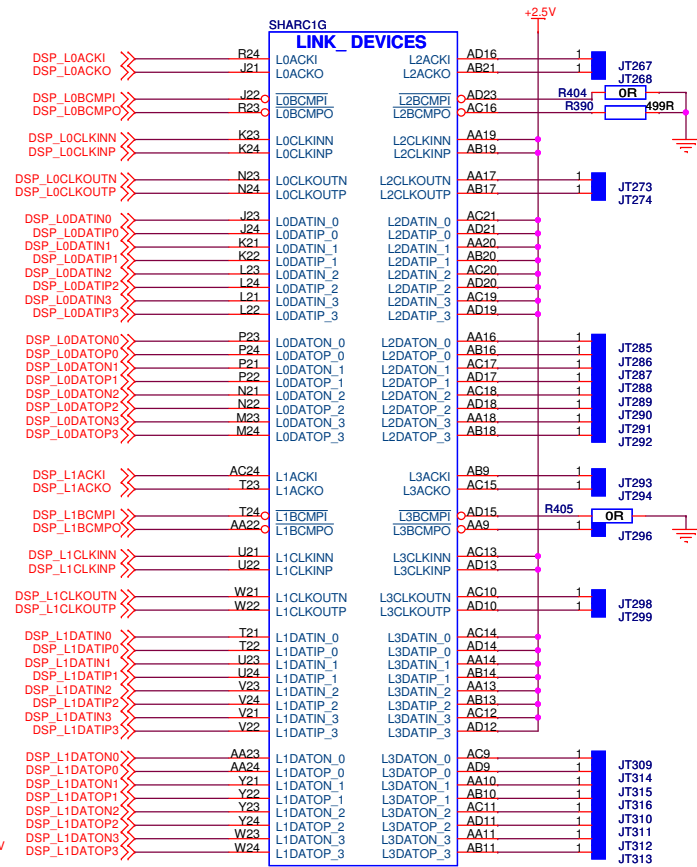 +2.5V
SHARC1G
LINK_ DEVICES
DSP_L0ACKI R24 L0ACKI L2ACKI AD16 1 JT267
DSP_L0ACKO J21 L0ACKO L2ACKO AB21 JT268
DSP_L0BCMPI J22 L0BCMPI L2BCMPI AD23 R404 0R
DSP_L0BCMPO R23 L0BCMPO L2BCMPO AC16 R390 499R
DSP_L0CLKINN K23 L0CLKINN L2CLKINN AA19
DSP_L0CLKINP K24 L0CLKINP L2CLKINP AB19
DSP_L0CLKOUTN N23 L0CLKOUTN L2CLKOUTN AA17 1 JT273
DSP_L0CLKOUTP N24 L0CLKOUTP L2CLKOUTP AB17 1 JT274
DSP_L0DATIN0 J23 L0DATIN_0 L2DATIN_0 AC21
DSP_L0DATIP0 J24 L0DATIP_0 L2DATIP_0 AD21
DSP_L0DATIN1 K21 L0DATIN_1 L2DATIN_1 AA20
DSP_L0DATIP1 K22 L0DATIP_1 L2DATIP_1 AB20
DSP_L0DATIN2 L23 L0DATIN_2 L2DATIN_2 AC20
DSP_L0DATIP2 L24 L0DATIP_2 L2DATIP_2 AD20
DSP_L0DATIN3 L21 L0DATIN_3 L2DATIN_3 AC19
DSP_L0DATIP3 L22 L0DATIP_3 L2DATIP_3 AD19
DSP_L0DATON0 P23 L0DATON_0 L2DATON_0 AA16 1 JT285
DSP_L0DATOP0 P24 L0DATOP_0 L2DATOP_0 AB16 1 JT286
DSP_L0DATON1 P21 L0DATON_1 L2DATON_1 AC17 1 JT287
DSP_L0DATOP1 P22 L0DATOP_1 L2DATOP_1 AD17 1 JT288
DSP_L0DATON2 N21 L0DATON_2 L2DATON_2 AC18 1 JT289
DSP_L0DATOP2 N22 L0DATOP_2 L2DATOP_2 AD18 1 JT290
DSP_L0DATON3 M23 L0DATON_3 L2DATON_3 AA18 1 JT291
DSP_L0DATOP3 M24 L0DATOP_3 L2DATOP_3 AB18 1 JT292
DSP_L1ACKI AC24 L1ACKI L3ACKI AB9 1 JT293
DSP_L1ACKO T23 L1ACKO L3ACKO AC15 1 JT294
DSP_L1BCMPI T24 L1BCMPI L3BCMPI AD15 R405 0R
DSP_L1BCMPO AA22 L1BCMPO L3BCMPO AA9 1 JT296
DSP_L1CLKINN U21 L1CLKINN L3CLKINN AC13
DSP_L1CLKINP U22 L1CLKINP L3CLKINP AD13
DSP_L1CLKOUTN W21 L1CLKOUTN L3CLKOUTN AC10 1 JT298
DSP_L1CLKOUTP W22 L1CLKOUTP L3CLKOUTP AD10 1 JT299
DSP_L1DATIN0 T21 L1DATIN_0 L3DATIN_0 AC14
DSP_L1DATIP0 T22 L1DATIP_0 L3DATIP_0 AD14
DSP_L1DATIN1 U23 L1DATIN_1 L3DATIN_1 AA14
DSP_L1DATIP1 U24 L1DATIP_1 L3DATIP_1 AB14
DSP_L1DATIN2 V23 L1DATIN_2 L3DATIN_2 AA13
DSP_L1DATIP2 V24 L1DATIP_2 L3DATIP_2 AB13
DSP_L1DATIN3 V21 L1DATIN_3 L3DATIN_3 AC12
DSP_L1DATIP3 V22 L1DATIP_3 L3DATIP_3 AD12
DSP_L1DATON0 AA23 L1DATON_0 L3DATON_0 AC9 1 JT309
DSP_L1DATOP0 AA24 L1DATOP_0 L3DATOP_0 AD9 1 JT314
DSP_L1DATON1 Y21 L1DATON_1 L3DATON_1 AA10 1 JT315
DSP_L1DATOP1 Y22 L1DATOP_1 L3DATOP_1 AB10 1 JT316
DSP_L1DATON2 Y23 L1DATON_2 L3DATON_2 AC11 1 JT310
DSP_L1DATOP2 Y24 L1DATOP_2 L3DATOP_2 AD11 1 JT311
DSP_L1DATON3 W23 L1DATON_3 L3DATON_3 AA11 1 JT312
DSP_L1DATOP3 W24 L1DATOP_3 L3DATOP_3 AB11 1 JT313